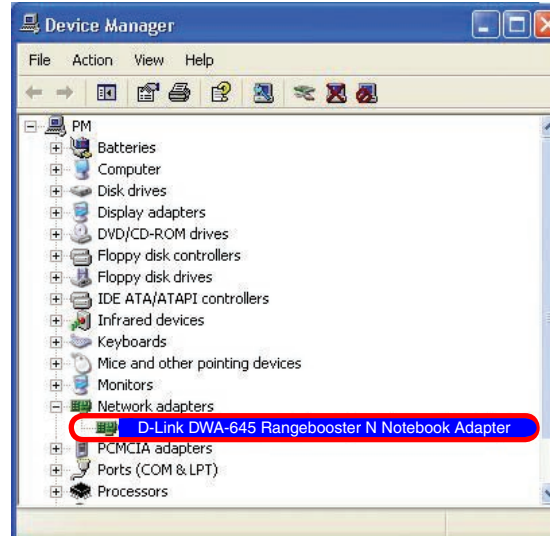 Device Manager
File Action View Help
PM
Batteries
Computer
Disk drives
Display adapters
DVD/CD-ROM drives
Floppy disk controllers
Floppy disk drives
IDE ATA/ATAPI controllers
Infrared devices
Keyboards
Mice and other pointing devices
Monitors
Network adapters
D-Link DWA-645 Rangebooster N Notebook Adapter
PCMCIA adapters
Ports (COM & LPT)
Processors